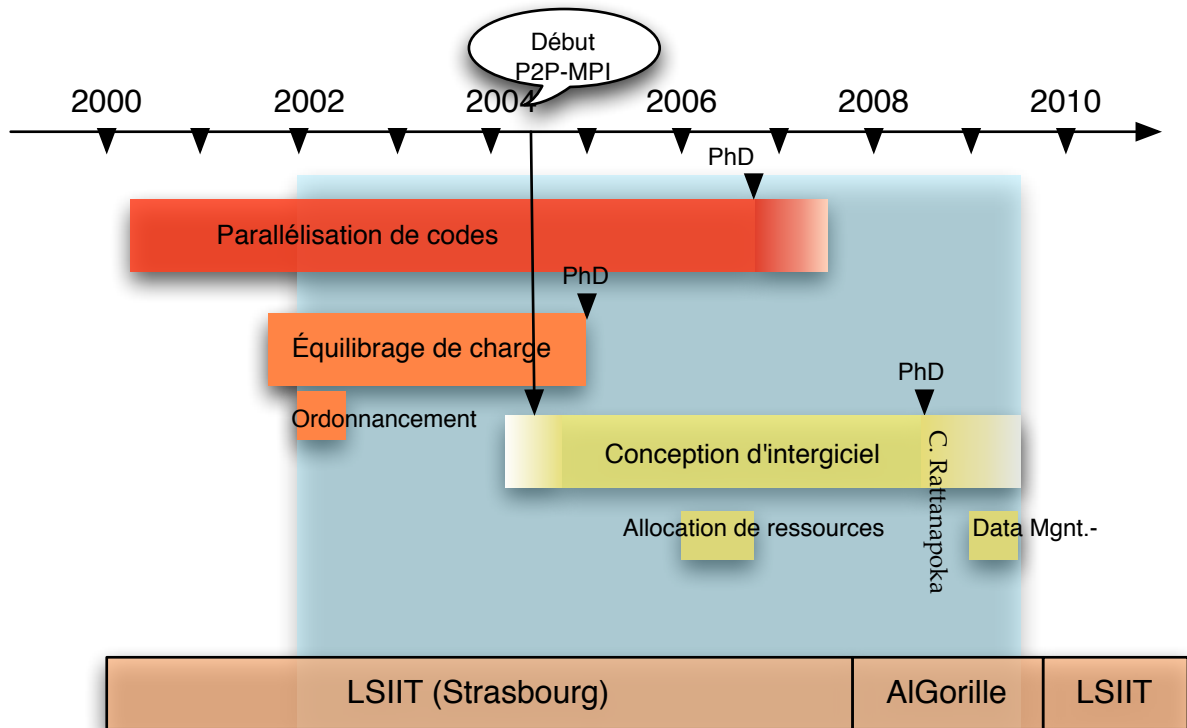 Début
P2P-MPI
2000 2002 2004 2006 2008 2010
PhD
Parallélisation de codes
PhD
Équilibrage de charge
PhD
Ordonnancement
Conception d'intergiciel
C. Rattanapoka
Allocation de ressources
Data Mgnt.-
LSIIT (Strasbourg) AlGorille LSIIT